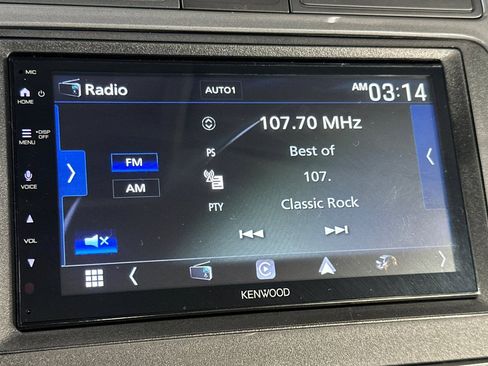 MIC
Radio
AUTO1
AM 03:14
HOME
107.70 MHz
DISP
OFF
MENU
PS
Best of
FM
107.
VOICE
AM
PTY
Classic Rock
VOL
KENWOOD